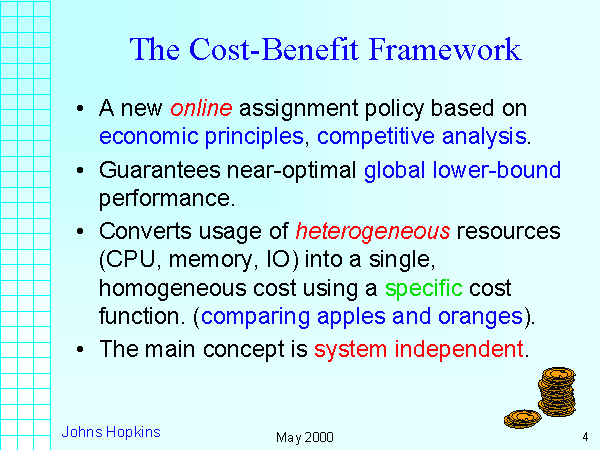 The Cost-Benefit Framework
• A new online assignment policy based on
economic principles, competitive analysis.
• Guarantees near-optimal global lower-bound
performance.
• Converts usage of heterogeneous resources
(CPU, memory, IO) into a single,
homogeneous cost using a specific cost
function. (comparing apples and oranges).
• The main concept is system independent.
Johns Hopkins
May 2000
4